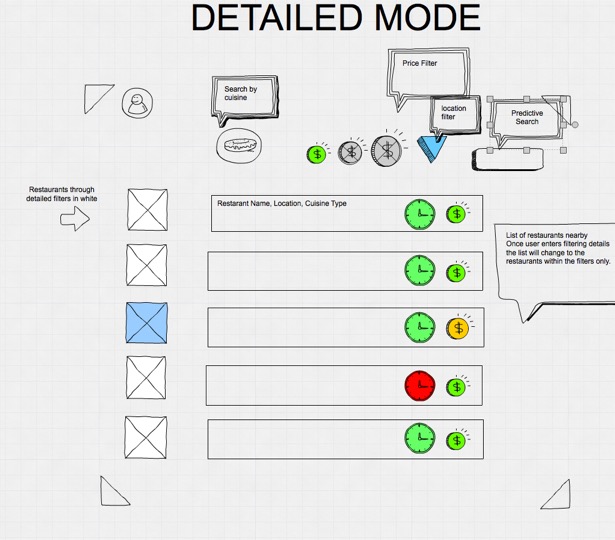 DETAILED MODE
Price Filter
Search by
cuisine
location
filter
Predictive
Search
$ $ $
Restaurants through
detailed filters in white
Restarant Name, Location, Cuisine Type
$
List of restaurants nearby
Once user enters filtering details
the list will change to the
restaurants within the filters only.
$
$
$
$